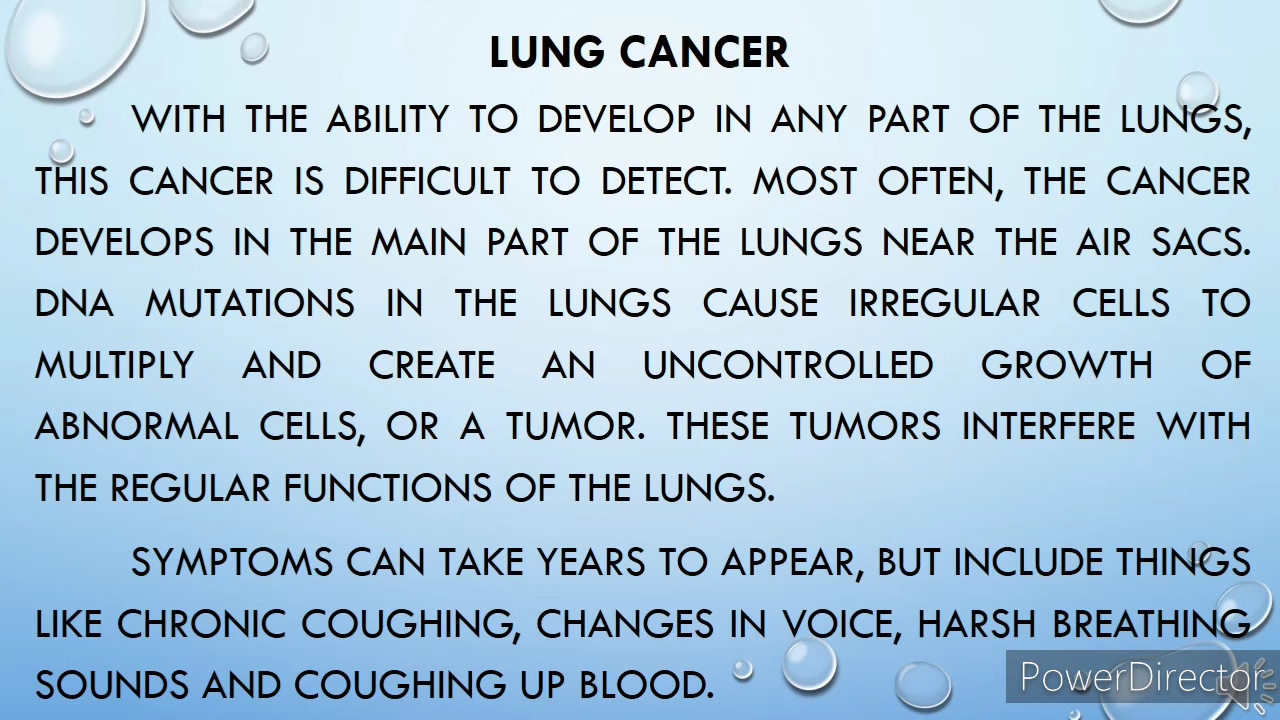 LUNG CANCER
WITH THE ABILITY TO DEVELOP IN ANY PART OF THE LUNGS,
THIS CANCER IS DIFFICULT TO DETECT. MOST OFTEN, THE CANCER
DEVELOPS IN THE MAIN PART OF THE LUNGS NEAR THE AIR SACS.
DNA MUTATIONS IN THE LUNGS CAUSE IRREGULAR CELLS TO
MULTIPLY AND CREATE AN UNCONTROLLED GROWTH OF
ABNORMAL CELLS, OR A TUMOR. THESE TUMORS INTERFERE WITH
THE REGULAR FUNCTIONS OF THE LUNGS.
SYMPTOMS CAN TAKE YEARS TO APPEAR, BUT INCLUDE THINGS
LIKE CHRONIC COUGHING, CHANGES IN VOICE, HARSH BREATHING
SOUNDS AND COUGHING UP BLOOD.
PowerDirector